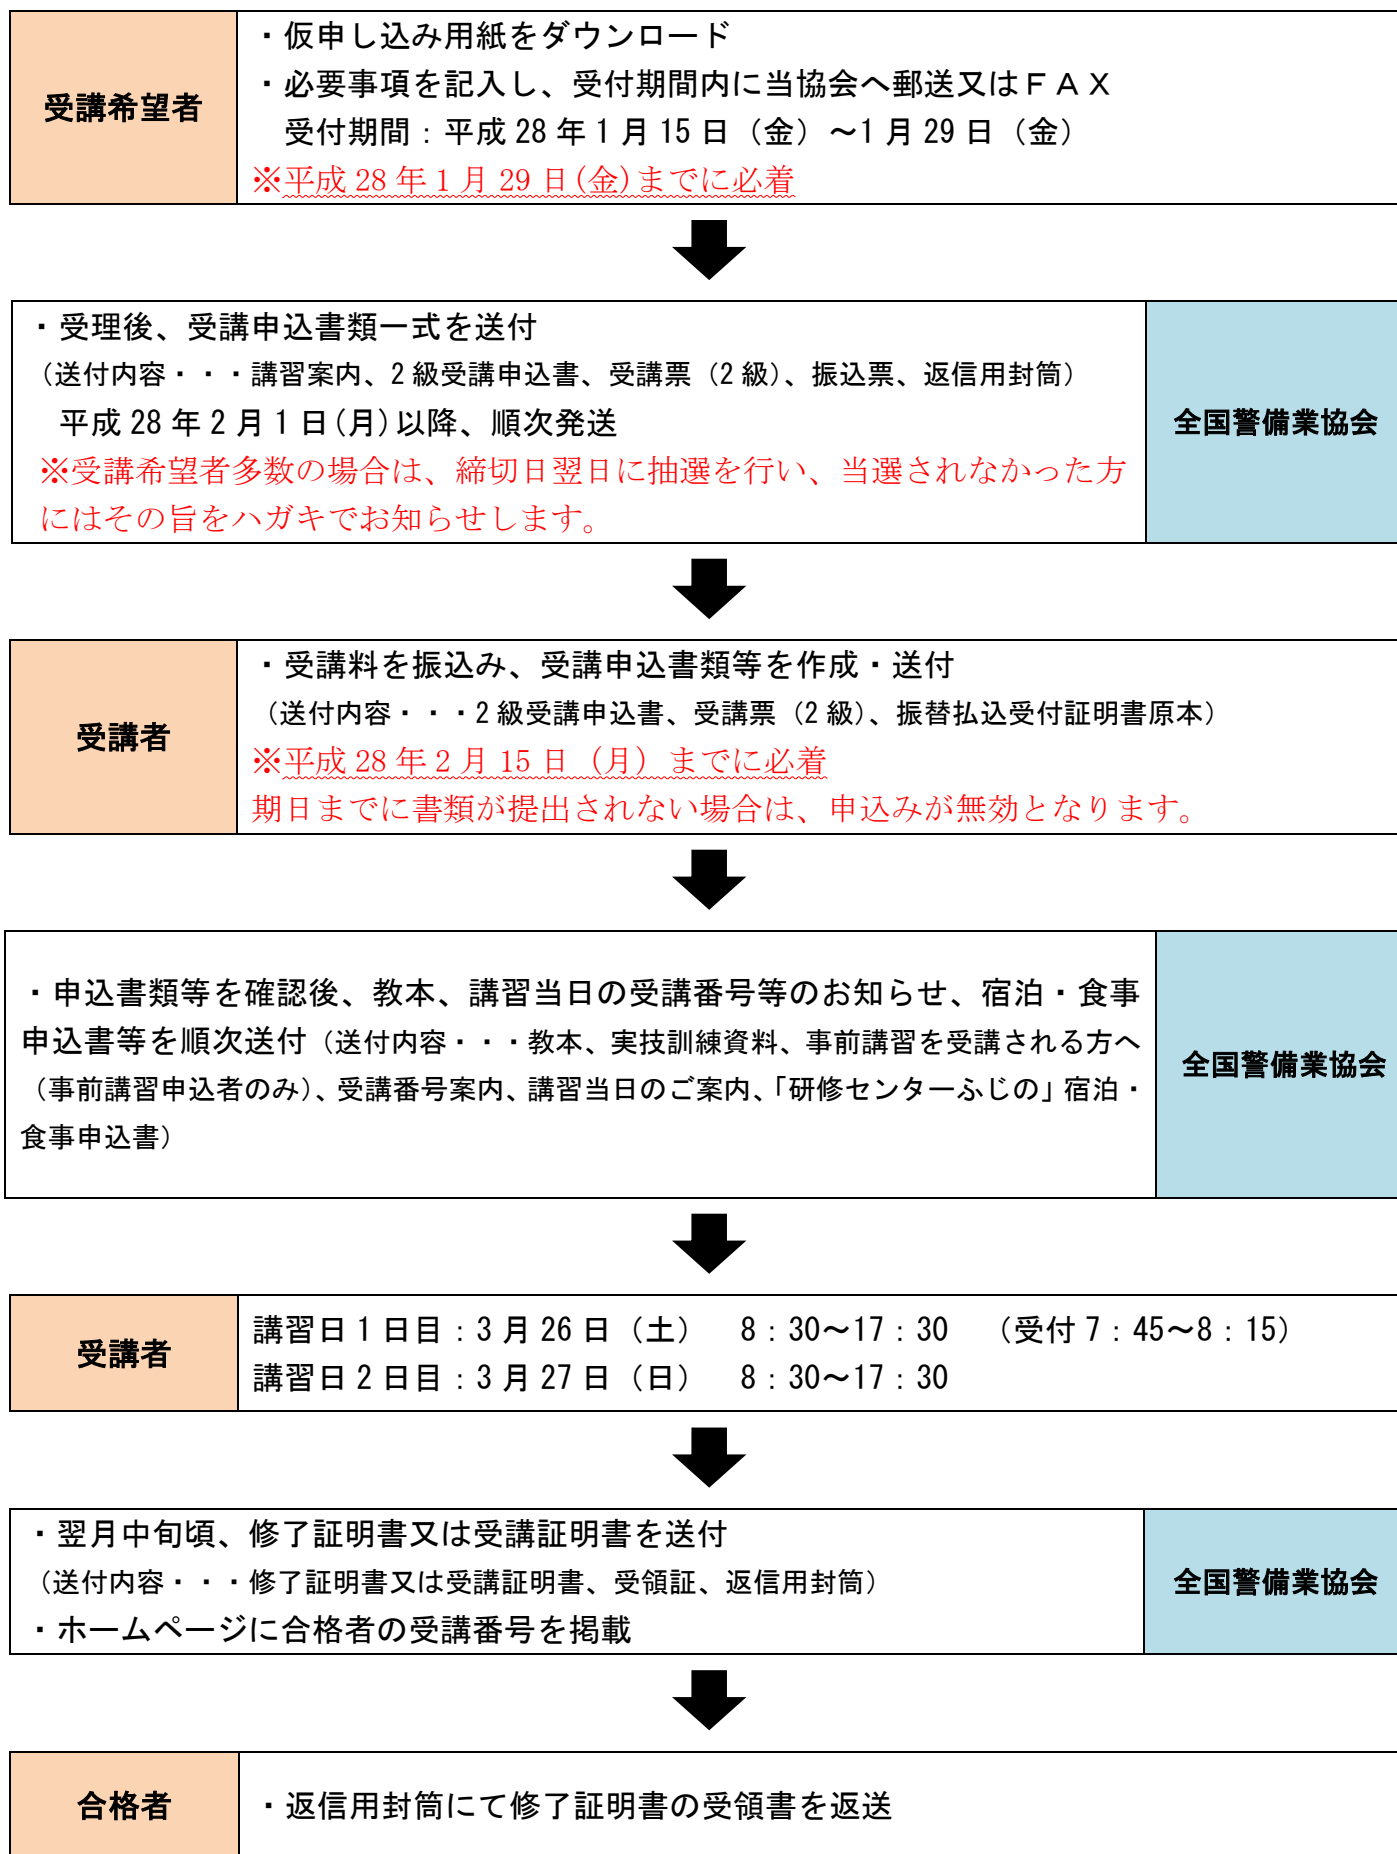 受講希望者
・仮申し込み用紙をダウンロード
・必要事項を記入し、受付期間内に当協会へ郵送又はＦＡＸ
受付期間：平成 28 年 1 月 15 日（金）～1 月 29 日（金）
※平成 28 年 1 月 29 日(金)までに必着
・受理後、受講申込書類一式を送付
（送付内容・・・講習案内、2 級受講申込書、受講票（2 級）、振込票、返信用封筒）
平成 28 年 2 月 1 日(月)以降、順次発送
※受講希望者多数の場合は、締切日翌日に抽選を行い、当選されなかった方
にはその旨をハガキでお知らせします。
全国警備業協会
受講者
・受講料を振込み、受講申込書類等を作成・送付
（送付内容・・・2 級受講申込書、受講票（2 級）、振替払込受付証明書原本）
※平成 28 年 2 月 15 日（月）までに必着
期日までに書類が提出されない場合は、申込みが無効となります。
・申込書類等を確認後、教本、講習当日の受講番号等のお知らせ、宿泊・食事
申込書等を順次送付（送付内容・・・教本、実技訓練資料、事前講習を受講される方へ
（事前講習申込者のみ）、受講番号案内、講習当日のご案内、「研修センターふじの」宿泊・
食事申込書）
全国警備業協会
受講者
講習日 1 日目：3 月 26 日（土）　8：30～17：30　（受付 7：45～8：15）
講習日 2 日目：3 月 27 日（日）　8：30～17：30
・翌月中旬頃、修了証明書又は受講証明書を送付
（送付内容・・・修了証明書又は受講証明書、受領証、返信用封筒）
・ホームページに合格者の受講番号を掲載
全国警備業協会
合格者
・返信用封筒にて修了証明書の受領書を返送